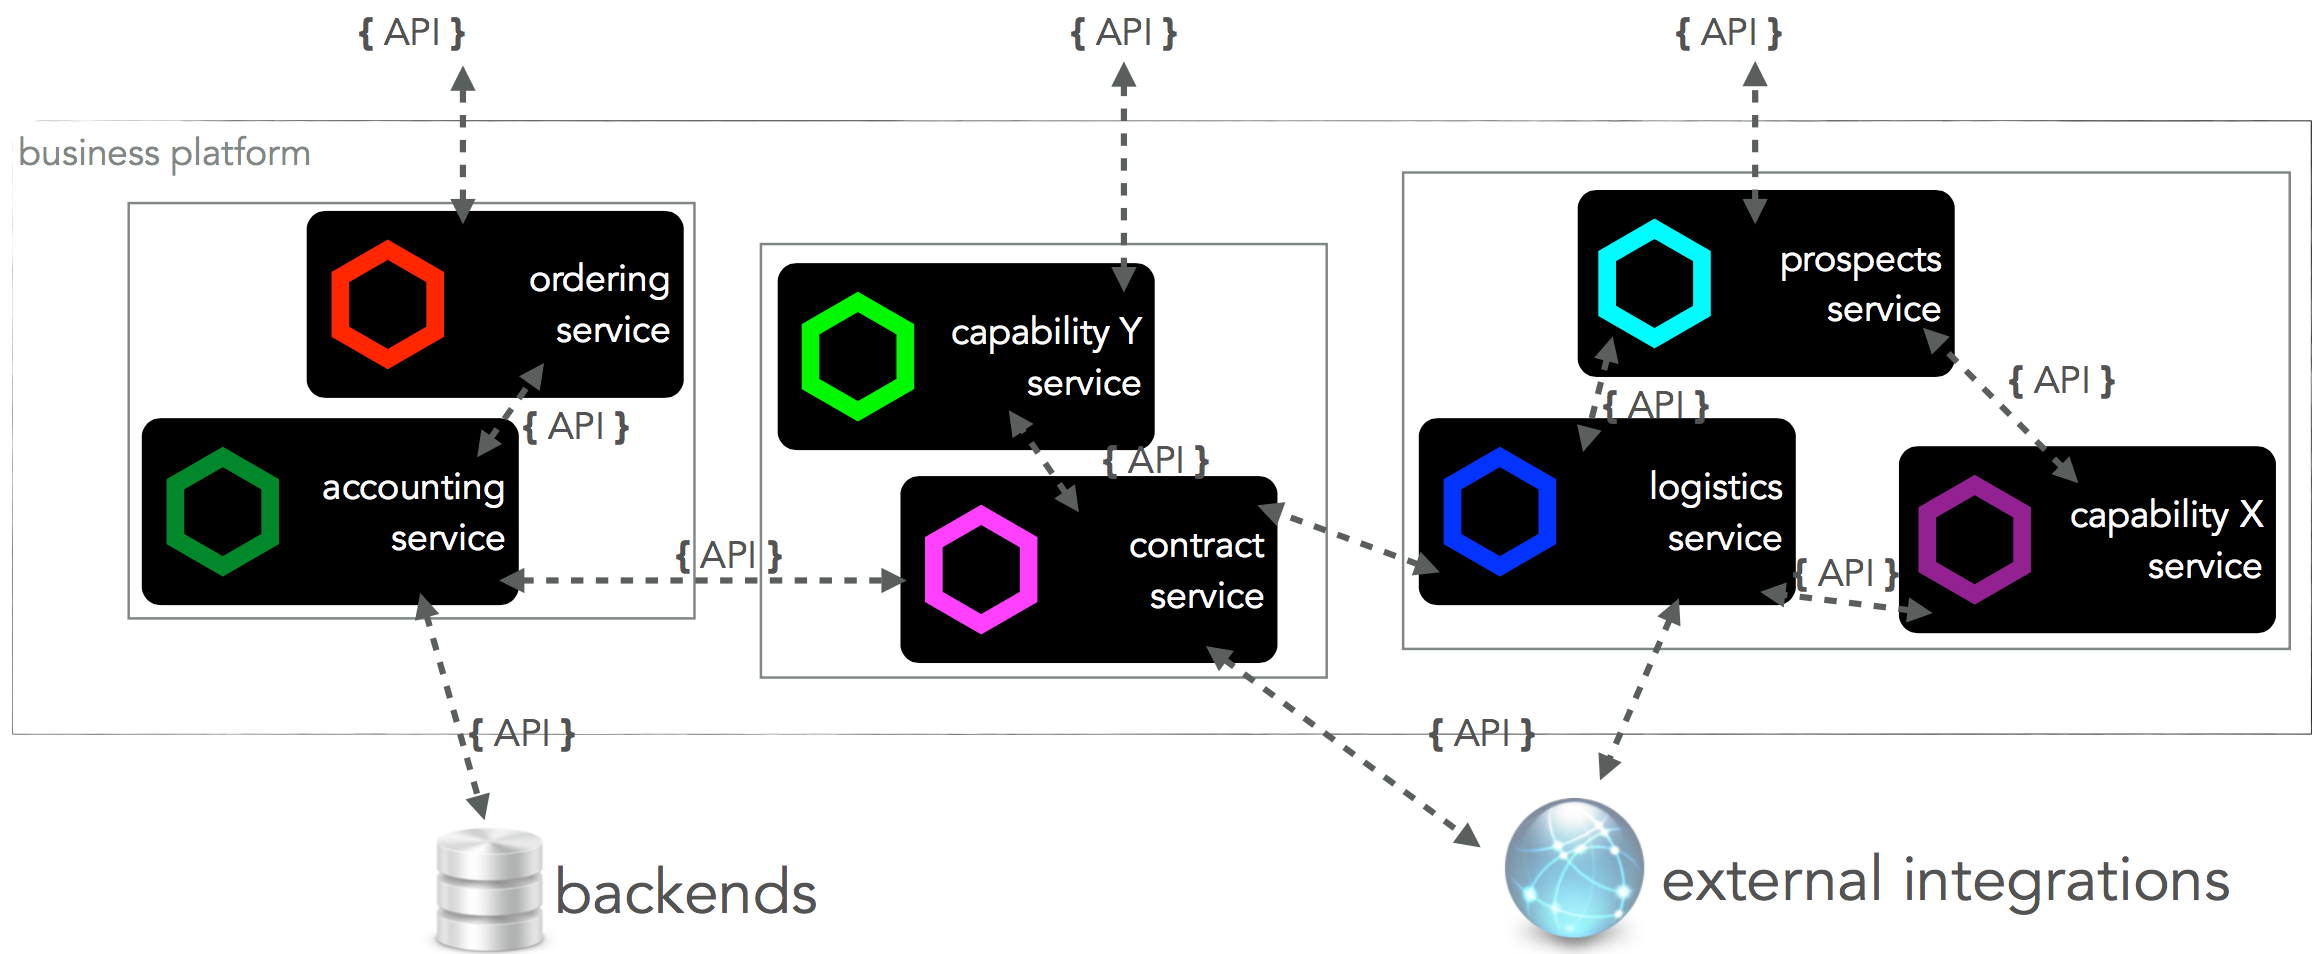 { API }
{ API }
{ API }
business platform
ordering
service
{ API }
accounting
service
{ API }
capability Y
service
{ API }
contract
service
prospects
service
{ API }
{ API }
logistics
service
{ API }
capability X
service
{ API }
{ API }
backends
external integrations